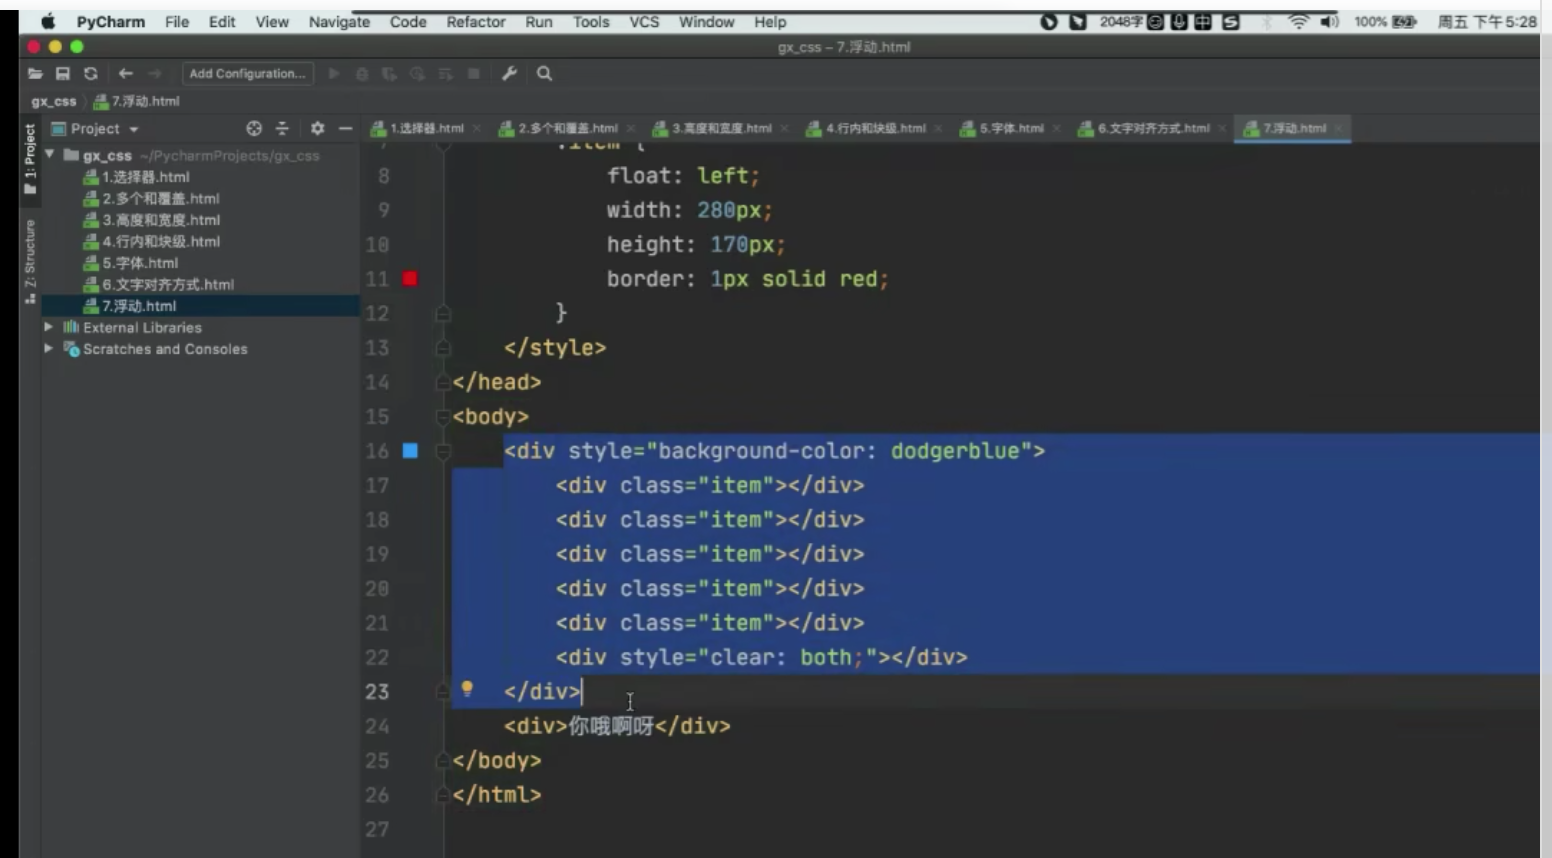 PyCharm File Edit View Navigate Code Refactor Run Tools VCS Window Help 2048字 中 S 100% 周五 下午5:28
gx_css – 7.浮动.html
Add Configuration...
gx_css 7.浮动.html
1: Project
Z: Structure
Project
1.选择器.html 2.多个和覆盖.html 3.高度和宽度.html 4.行内和块级.html 5.字体.html 6.文字对齐方式.html 7.浮动.html
gx_css ~/PycharmProjects/gx_css
1.选择器.html
2.多个和覆盖.html
3.高度和宽度.html
4.行内和块级.html
5.字体.html
6.文字对齐方式.html
7.浮动.html
External Libraries
Scratches and Consoles
.item {
8 float: left;
9 width: 280px;
10 height: 170px;
11 border: 1px solid red;
12 }
13 </style>
14 </head>
15 <body>
16 <div style="background-color: dodgerblue">
17 <div class="item"></div>
18 <div class="item"></div>
19 <div class="item"></div>
20 <div class="item"></div>
21 <div class="item"></div>
22 <div style="clear: both;"></div>
23 </div>
24 <div>你哦啊呀</div>
25 </body>
26 </html>
27